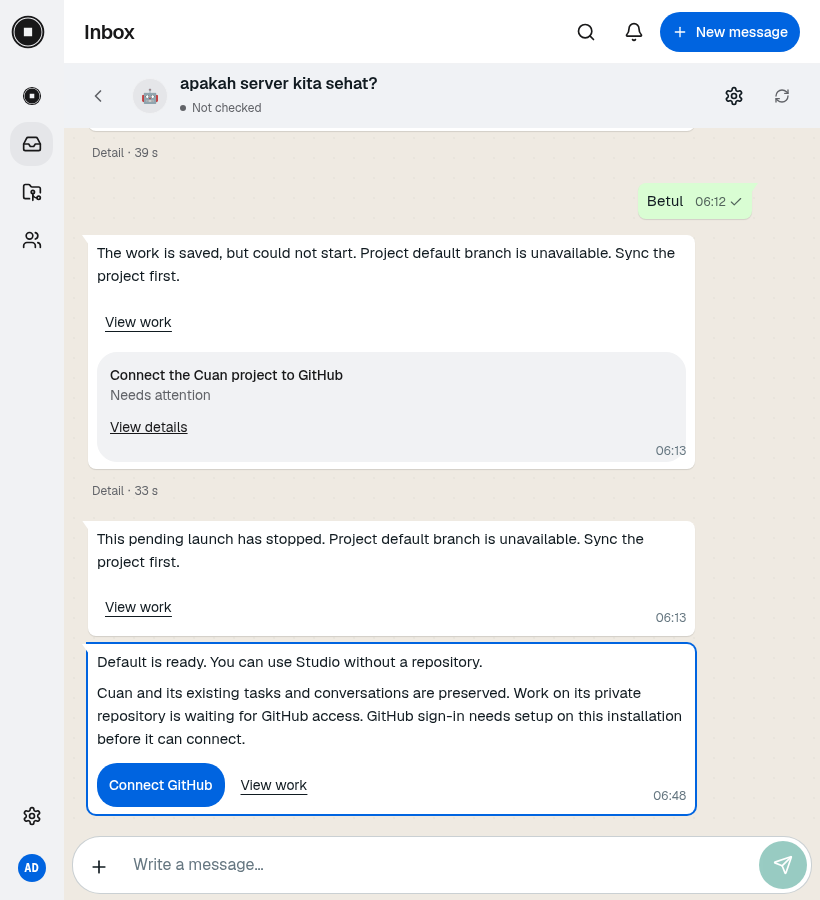 Inbox
New message
apakah server kita sehat?
Not checked
Detail · 39 s
Betul 06:12
The work is saved, but could not start. Project default branch is unavailable. Sync the
project first.
View work
Connect the Cuan project to GitHub
Needs attention
View details
06:13
Detail · 33 s
This pending launch has stopped. Project default branch is unavailable. Sync the
project first.
View work
06:13
Default is ready. You can use Studio without a repository.
Cuan and its existing tasks and conversations are preserved. Work on its private
repository is waiting for GitHub access. GitHub sign-in needs setup on this installation
before it can connect.
Connect GitHub View work
06:48
AD
Write a message...